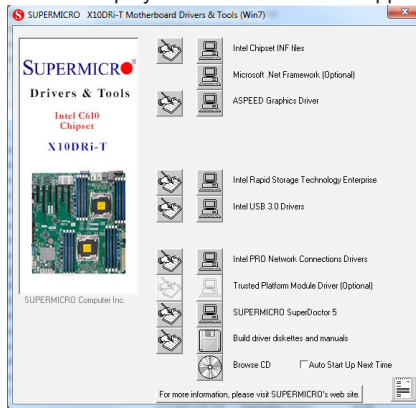 SUPERMICRO X10DRi-T Motherboard Drivers & Tools (Win7)
SUPERMICRO
Drivers & Tools
Intel C610
Chipset
X10DRi-T
SUPERMICRO Computer Inc.
Intel Chipset INF files
Microsoft .Net Framework (Optional)
ASPEED Graphics Driver
Intel Rapid Storage Technology Enterprise
Intel USB 3.0 Drivers
Intel PRO Network Connections Drivers
Trusted Platform Module Driver (Optional)
SUPERMICRO SuperDoctor 5
Build driver diskettes and manuals
Browse CD Auto Start Up Next Time
For more information, please visit SUPERMICRO's web site.